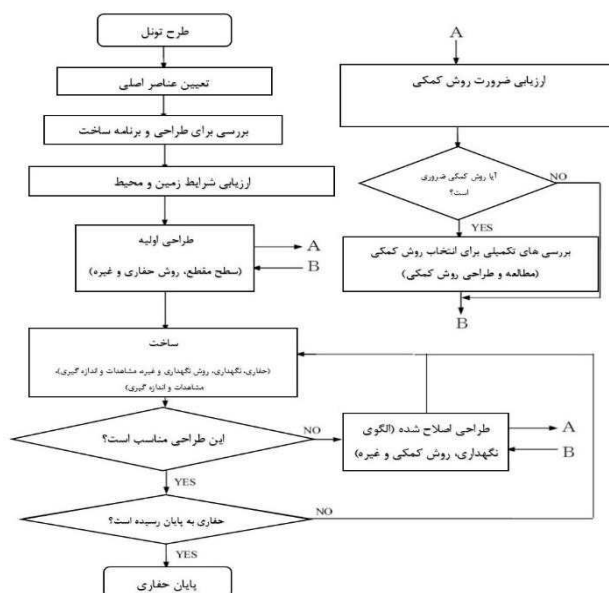 طرح تونل
تعیین عناصر اصلی
بررسی برای طراحی و برنامه ساخت
ارزیابی شرایط زمین و محیط
طراحی اولیه
(سطح مقطع، روش حفاری و غیره)
A
B
ساخت
(حفاری، نگهداری، روش نگهداری و غیره، مشاهدات و اندازه گیری)،
مشاهدات و اندازه گیری)
این طراحی مناسب است؟
NO
YES
طراحی اصلاح شده (الگوی
نگهداری، روش کمکی و غیره)
A
B
حفاری به پایان رسیده است؟
NO
YES
پایان حفاری
A
ارزیابی ضرورت روش کمکی
آیا روش کمکی ضروری
است؟
NO
YES
بررسی های تکمیلی برای انتخاب روش کمکی
(مطالعه و طراحی روش کمکی)
B